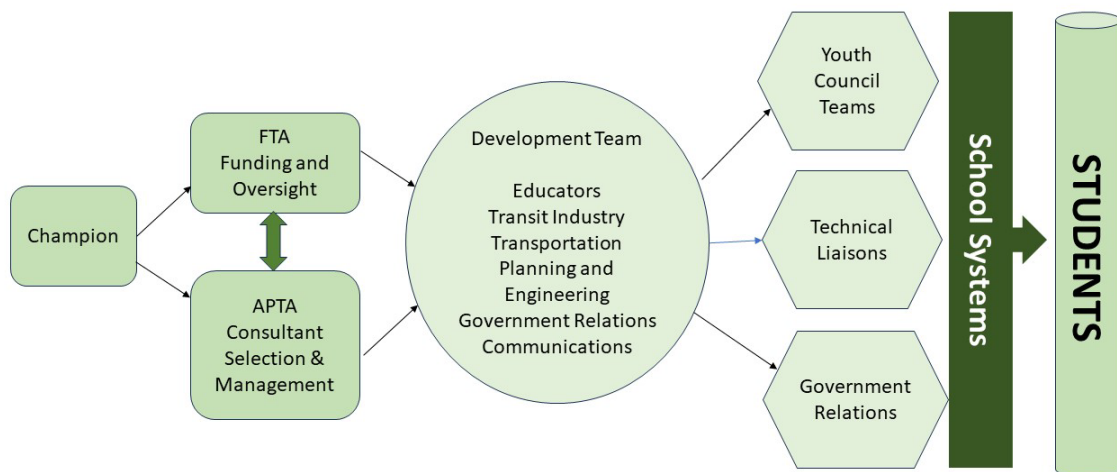 Champion
FTA
Funding and
Oversight
APTA
Consultant
Selection &
Management
Development Team
Educators
Transit Industry
Transportation
Planning and
Engineering
Government Relations
Communications
Youth
Council
Teams
Technical
Liaisons
Government
Relations
School Systems
STUDENTS